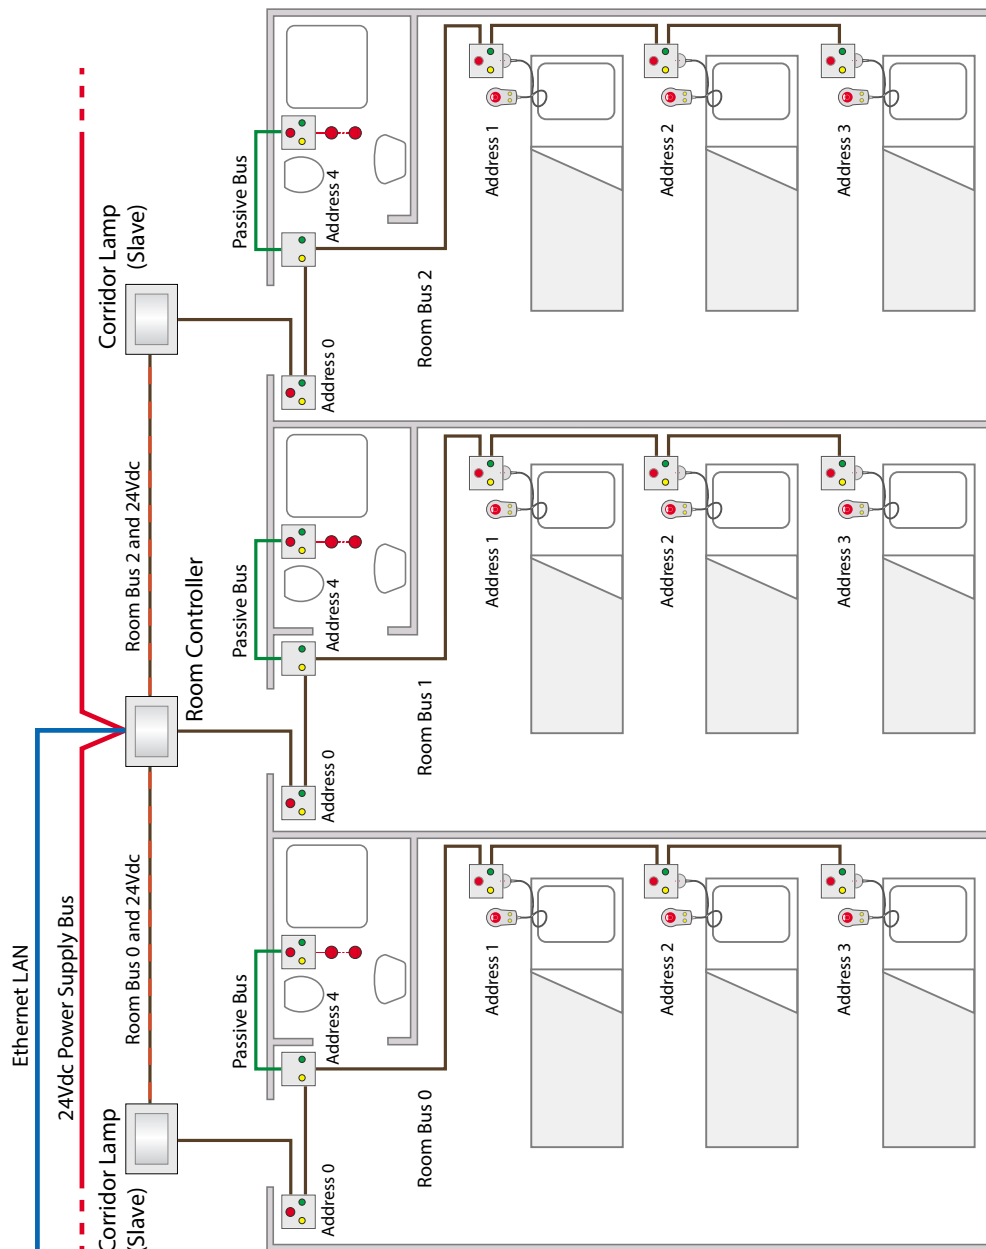 Ethernet LAN
24Vdc Power Supply Bus
Corridor Lamp
(Slave)
Room Bus 0 and 24Vdc
Room Controller
Room Bus 2 and 24Vdc
Corridor Lamp
(Slave)
Passive Bus
Address 4
Address 0
Room Bus 2
Address 1
Address 2
Address 3
Passive Bus
Address 4
Address 0
Room Bus 1
Address 1
Address 2
Address 3
Passive Bus
Address 4
Address 0
Room Bus 0
Address 1
Address 2
Address 3